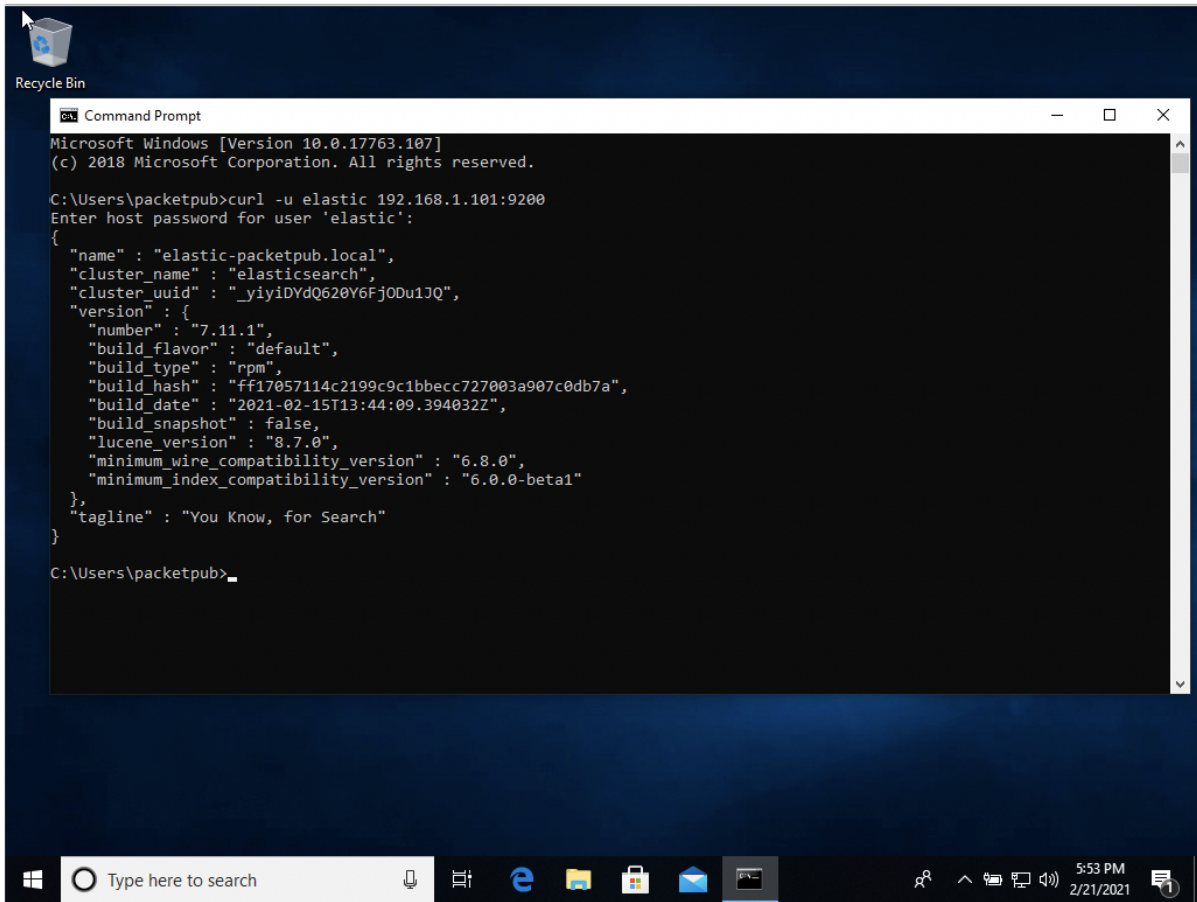 Recycle Bin
Command Prompt
Microsoft Windows [Version 10.0.17763.107]
(c) 2018 Microsoft Corporation. All rights reserved.
C:\Users\packetpub>curl -u elastic 192.168.1.101:9200
Enter host password for user 'elastic':
{
  "name" : "elastic-packetpub.local",
  "cluster_name" : "elasticsearch",
  "cluster_uuid" : "_yiyiDYdQ620Y6FjODu1JQ",
  "version" : {
    "number" : "7.11.1",
    "build_flavor" : "default",
    "build_type" : "rpm",
    "build_hash" : "ff17057114c2199c9c1bbecc727003a907c0db7a",
    "build_date" : "2021-02-15T13:44:09.394032Z",
    "build_snapshot" : false,
    "lucene_version" : "8.7.0",
    "minimum_wire_compatibility_version" : "6.8.0",
    "minimum_index_compatibility_version" : "6.0.0-beta1"
  },
  "tagline" : "You Know, for Search"
}
C:\Users\packetpub>
Type here to search
5:53 PM
2/21/2021
1